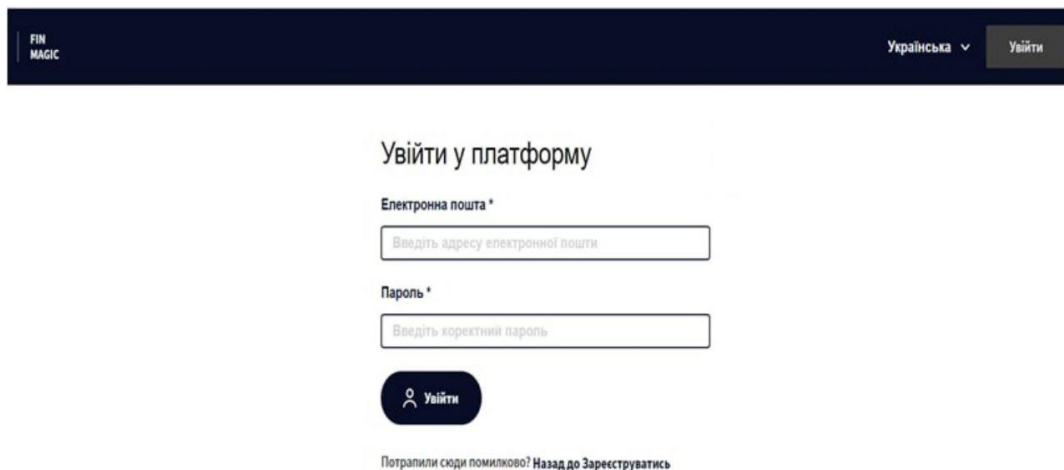 FIN
MAGIC
Українська
Увійти
Увійти у платформу
Електронна пошта *
Введіть адресу електронної пошти
Пароль *
Введіть коректний пароль
Увійти
Потрапили сюди помилково? Назад до Зареєструватись